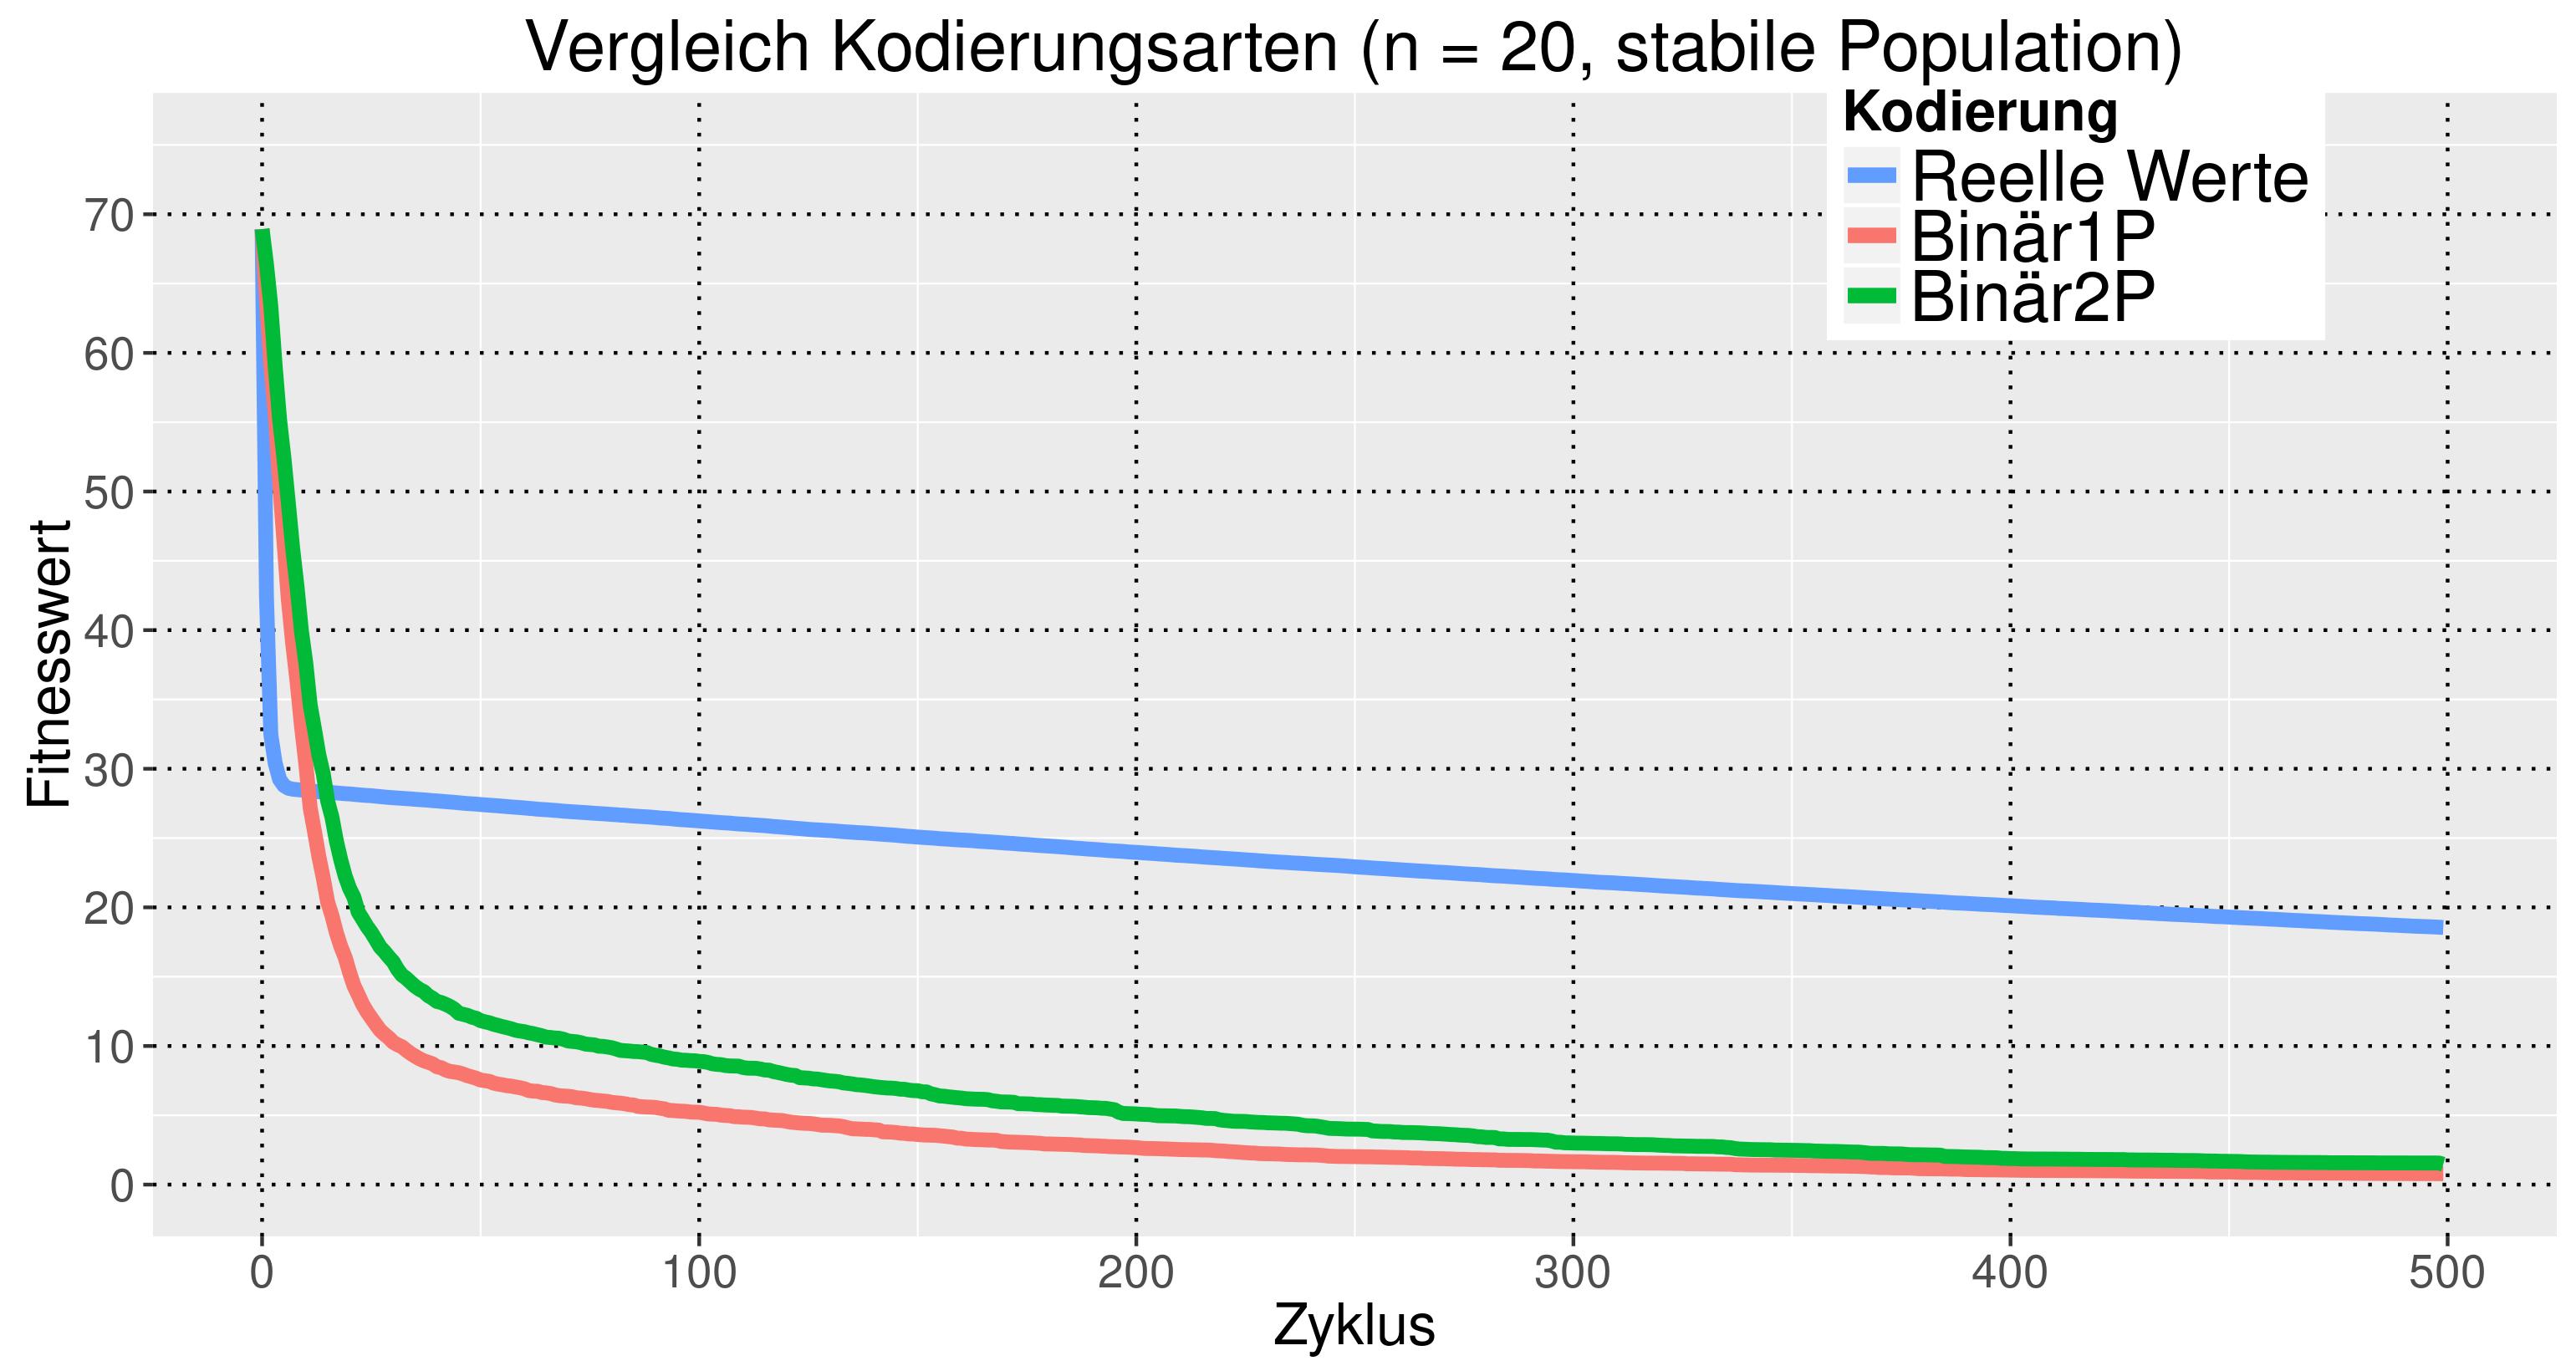 Vergleich Kodierungsarten (n = 20, stabile Population)
Kodierung
Reelle Werte
Binär1P
Binär2P
Fitnesswert
70
60
50
40
30
20
10
0
0 100 200 300 400 500
Zyklus